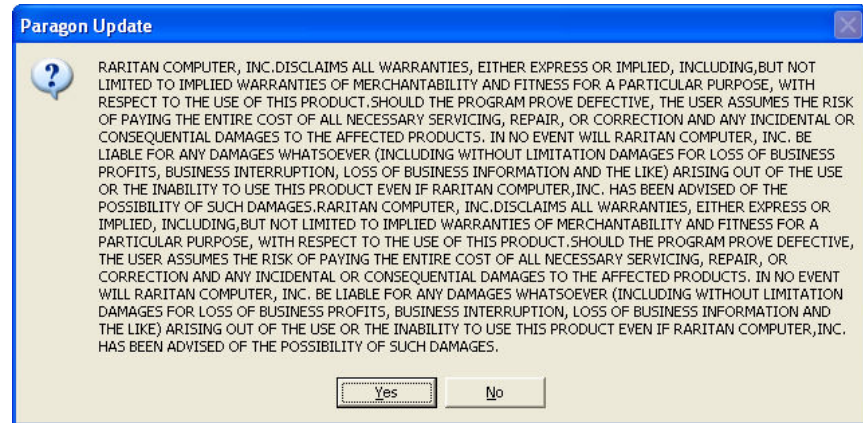 Paragon Update
RARITAN COMPUTER, INC.DISCLAIMS ALL WARRANTIES, EITHER EXPRESS OR IMPLIED, INCLUDING,BUT NOT
LIMITED TO IMPLIED WARRANTIES OF MERCHANTABILITY AND FITNESS FOR A PARTICULAR PURPOSE, WITH
RESPECT TO THE USE OF THIS PRODUCT.SHOULD THE PROGRAM PROVE DEFECTIVE, THE USER ASSUMES THE RISK
OF PAYING THE ENTIRE COST OF ALL NECESSARY SERVICING, REPAIR, OR CORRECTION AND ANY INCIDENTAL OR
CONSEQUENTIAL DAMAGES TO THE AFFECTED PRODUCTS. IN NO EVENT WILL RARITAN COMPUTER, INC. BE
LIABLE FOR ANY DAMAGES WHATSOEVER (INCLUDING WITHOUT LIMITATION DAMAGES FOR LOSS OF BUSINESS
PROFITS, BUSINESS INTERRUPTION, LOSS OF BUSINESS INFORMATION AND THE LIKE) ARISING OUT OF THE USE
OR THE INABILITY TO USE THIS PRODUCT EVEN IF RARITAN COMPUTER,INC. HAS BEEN ADVISED OF THE
POSSIBILITY OF SUCH DAMAGES.RARITAN COMPUTER, INC.DISCLAIMS ALL WARRANTIES, EITHER EXPRESS OR
IMPLIED, INCLUDING,BUT NOT LIMITED TO IMPLIED WARRANTIES OF MERCHANTABILITY AND FITNESS FOR A
PARTICULAR PURPOSE, WITH RESPECT TO THE USE OF THIS PRODUCT.SHOULD THE PROGRAM PROVE DEFECTIVE,
THE USER ASSUMES THE RISK OF PAYING THE ENTIRE COST OF ALL NECESSARY SERVICING, REPAIR, OR
CORRECTION AND ANY INCIDENTAL OR CONSEQUENTIAL DAMAGES TO THE AFFECTED PRODUCTS. IN NO EVENT
WILL RARITAN COMPUTER, INC. BE LIABLE FOR ANY DAMAGES WHATSOEVER (INCLUDING WITHOUT LIMITATION
DAMAGES FOR LOSS OF BUSINESS PROFITS, BUSINESS INTERRUPTION, LOSS OF BUSINESS INFORMATION AND
THE LIKE) ARISING OUT OF THE USE OR THE INABILITY TO USE THIS PRODUCT EVEN IF RARITAN COMPUTER,INC.
HAS BEEN ADVISED OF THE POSSIBILITY OF SUCH DAMAGES.
Yes No